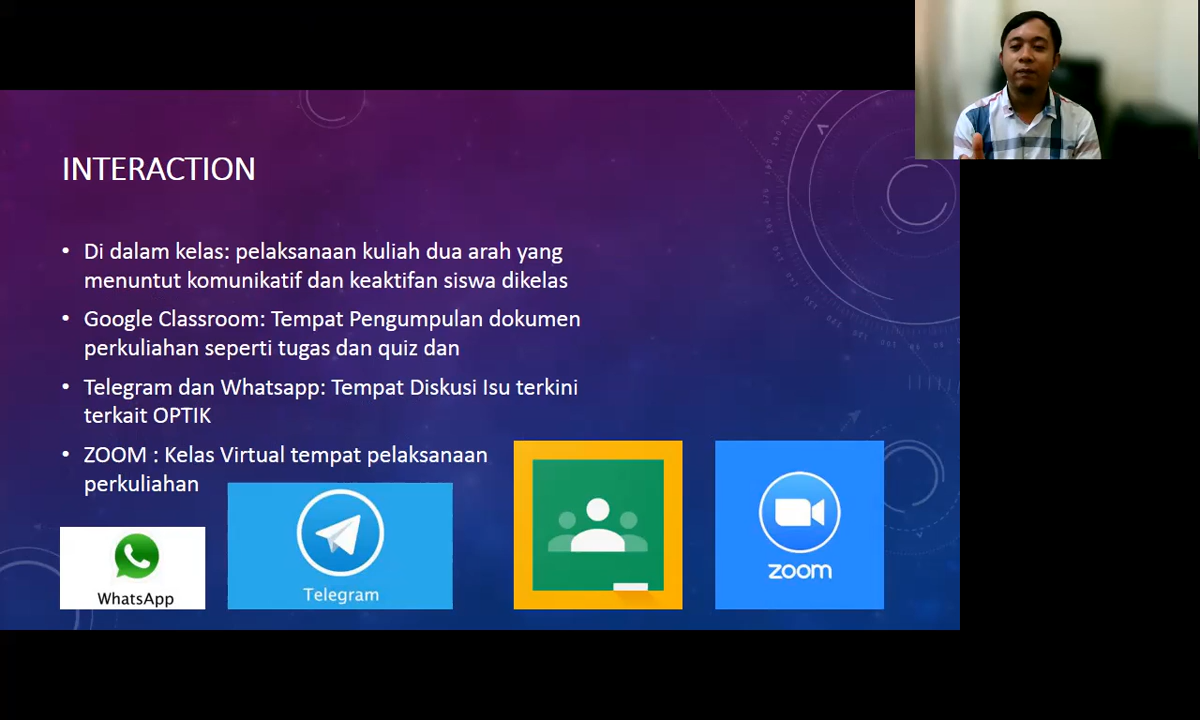 INTERACTION
• Di dalam kelas: pelaksanaan kuliah dua arah yang
menuntut komunikatif dan keaktifan siswa dikelas
• Google Classroom: Tempat Pengumpulan dokumen
perkuliahan seperti tugas dan quiz dan
• Telegram dan Whatsapp: Tempat Diskusi Isu terkini
terkait OPTIK
• ZOOM : Kelas Virtual tempat pelaksanaan
perkuliahan
WhatsApp
Telegram
zoom